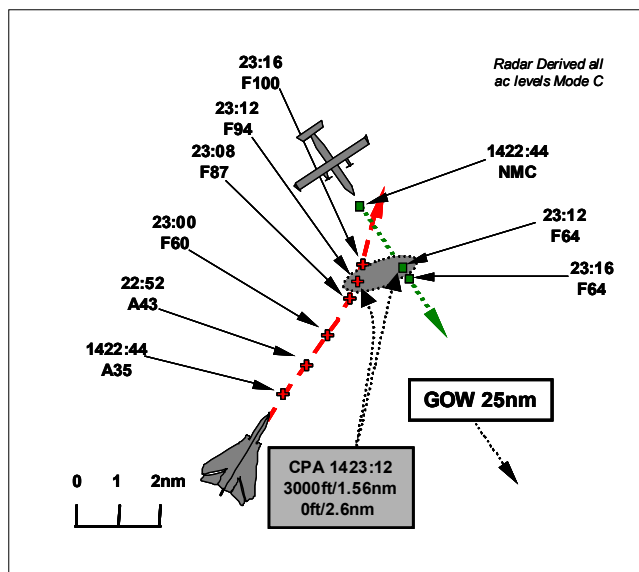 Radar Derived all
ac levels Mode C
23:16
F100
23:12
F94
23:08
F87
23:00
F60
22:52
A43
1422:44
A35
1422:44
NMC
23:12
F64
23:16
F64
GOW 25nm
CPA 1423:12
3000ft/1.56nm
0ft/2.6nm
0 1 2nm